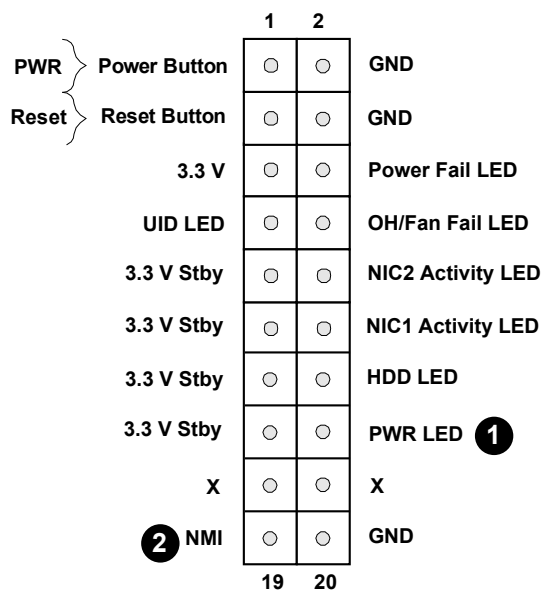 1 2
PWR Power Button GND
Reset Reset Button GND
3.3 V Power Fail LED
UID LED OH/Fan Fail LED
3.3 V Stby NIC2 Activity LED
3.3 V Stby NIC1 Activity LED
3.3 V Stby HDD LED
3.3 V Stby PWR LED 1
X X
2 NMI GND
19 20